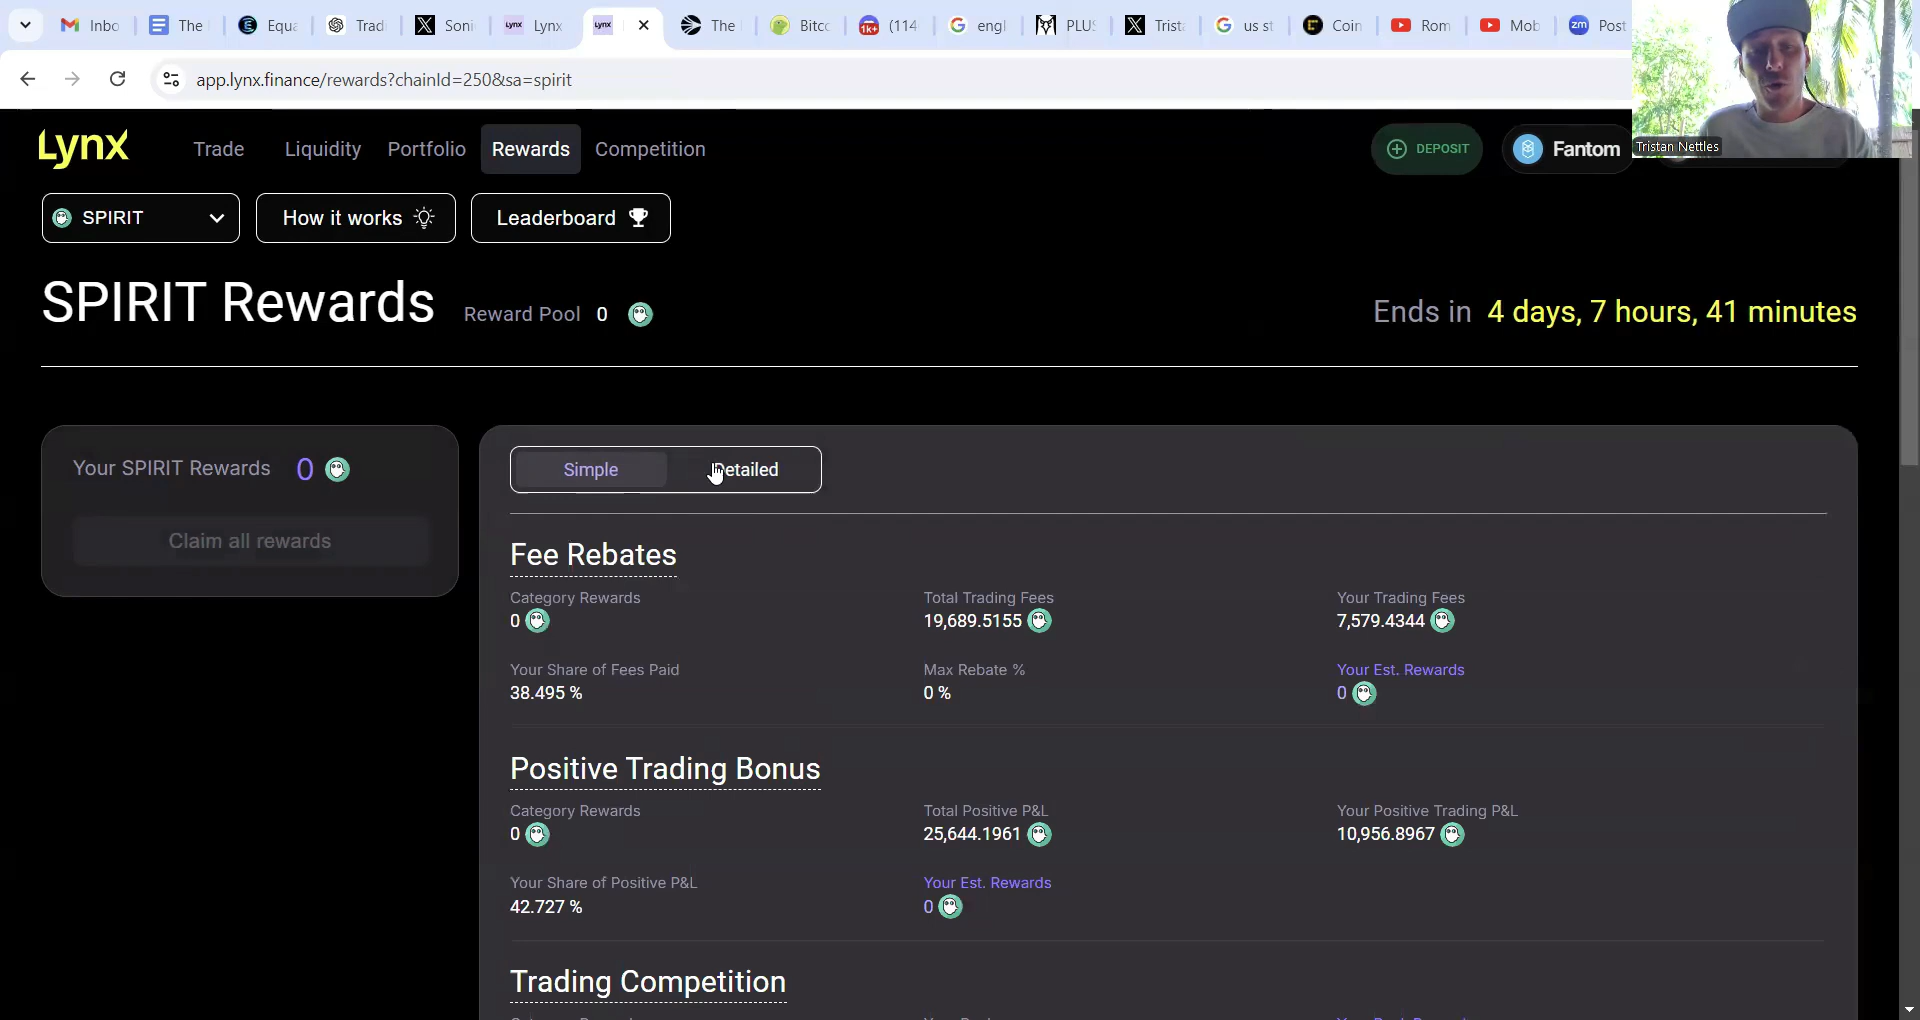 Inbo
The
Equa
Tradi
Soni
Lynx
The
Bitco
(114
engl
PLUS
Trista
us st
Coin
Rom
Mob
Post
app.lynx.finance/rewards?chainId=250&sa=spirit
Lynx
Trade
Liquidity
Portfolio
Rewards
Competition
DEPOSIT
Fantom
Tristan Nettles
SPIRIT
How it works
Leaderboard
SPIRIT Rewards
Reward Pool 0
Ends in 4 days, 7 hours, 41 minutes
Your SPIRIT Rewards 0
Claim all rewards
Simple
Detailed
Fee Rebates
Category Rewards
0
Total Trading Fees
19,689.5155
Your Trading Fees
7,579.4344
Your Share of Fees Paid
38.495 %
Max Rebate %
0 %
Your Est. Rewards
0
Positive Trading Bonus
Category Rewards
0
Total Positive P&L
25,644.1961
Your Positive Trading P&L
10,956.8967
Your Share of Positive P&L
42.727 %
Your Est. Rewards
0
Trading Competition